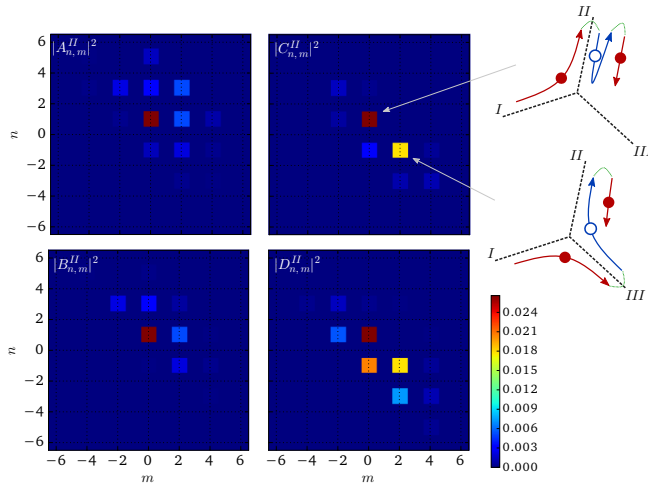 |A^{II}_{n,m}|^2
|C^{II}_{n,m}|^2
6
4
2
0
−2
−4
−6
n
II
I
III
II
I
III
|B^{II}_{n,m}|^2
|D^{II}_{n,m}|^2
6
4
2
0
−2
−4
−6
n
−6 −4 −2 0 2 4 6
m
−6 −4 −2 0 2 4 6
m
0.024
0.021
0.018
0.015
0.012
0.009
0.006
0.003
0.000